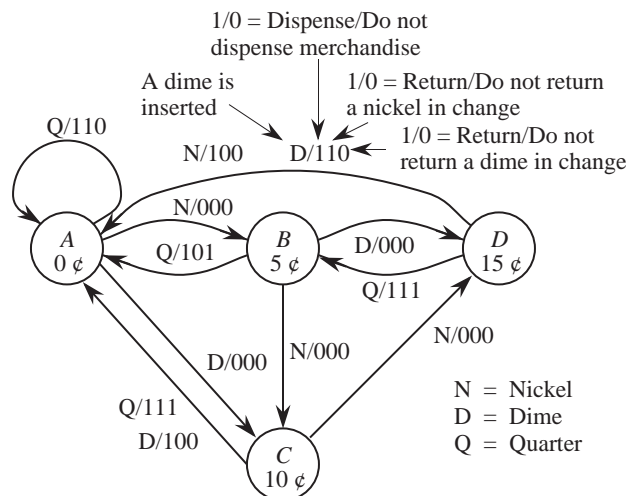 1/0 = Dispense/Do not
dispense merchandise
A dime is
inserted
1/0 = Return/Do not return
a nickel in change
D/110
1/0 = Return/Do not
return a dime in change
Q/110
N/100
N/000
A
0 ¢
Q/101
B
5 ¢
D/000
D
15 ¢
Q/111
D/000
N/000
N/000
Q/111
D/100
C
10 ¢
N = Nickel
D = Dime
Q = Quarter